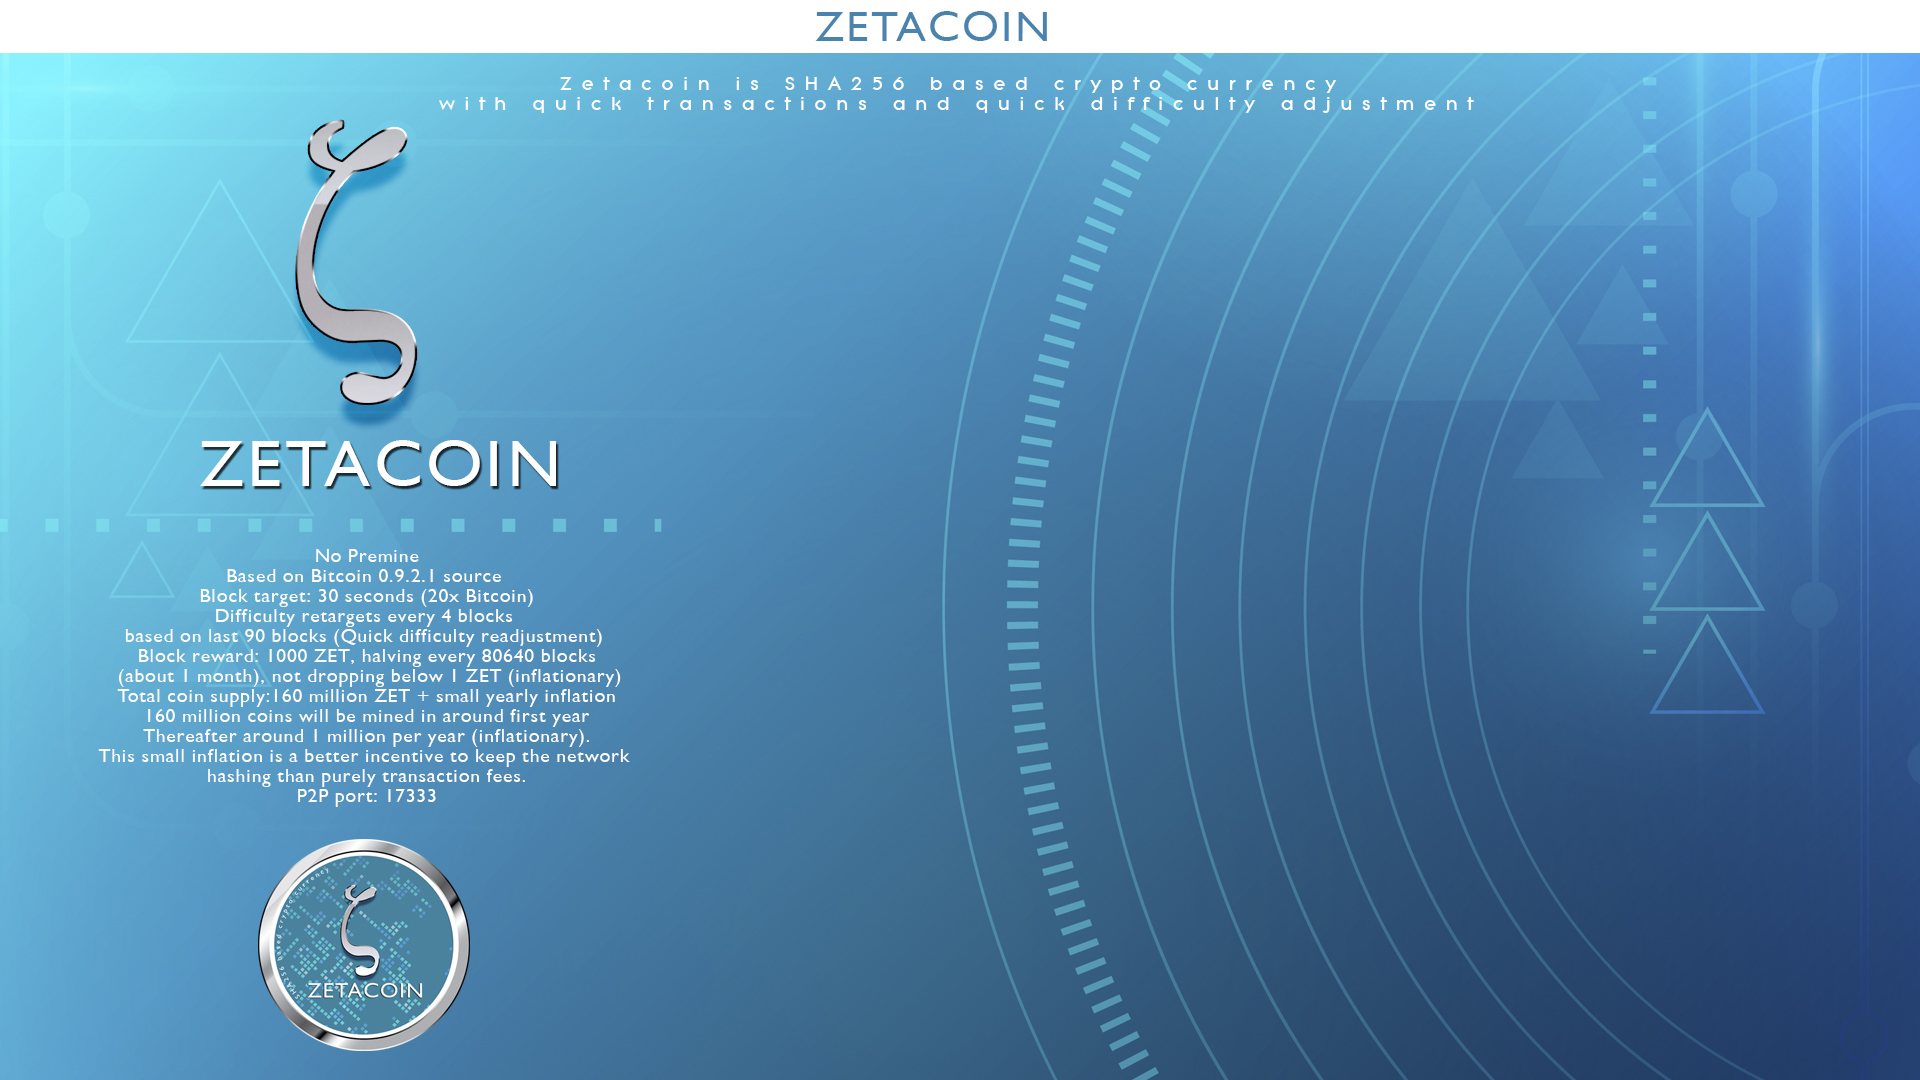 ZETACOIN
Zetacoin is SHA256 based crypto currency
with quick transactions and quick difficulty adjustment
ζ
ZETACOIN
No Premine
Based on Bitcoin 0.9.2.1 source
Block target: 30 seconds (20x Bitcoin)
Difficulty retargets every 4 blocks
based on last 90 blocks (Quick difficulty readjustment)
Block reward: 1000 ZET, halving every 80640 blocks
(about 1 month), not dropping below 1 ZET (inflationary)
Total coin supply:160 million ZET + small yearly inflation
160 million coins will be mined in around first year
Thereafter around 1 million per year (inflationary).
This small inflation is a better incentive to keep the network
hashing than purely transaction fees.
P2P port: 17333
SHA256 based crypto currency
ζ
ZETACOIN